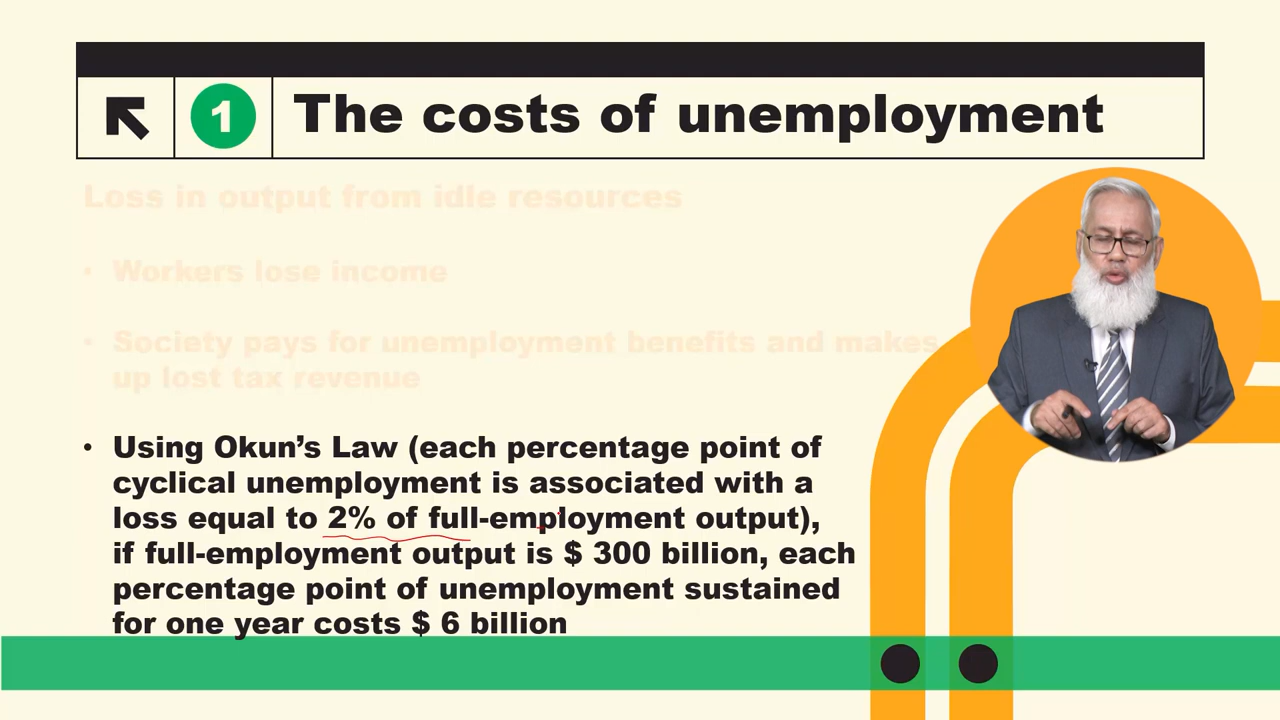 1 The costs of unemployment
Loss in output from idle resources
• Workers lose income
• Society pays for unemployment benefits and makes
up lost tax revenue
• Using Okun’s Law (each percentage point of
cyclical unemployment is associated with a
loss equal to 2% of full-employment output),
if full-employment output is $ 300 billion, each
percentage point of unemployment sustained
for one year costs $ 6 billion